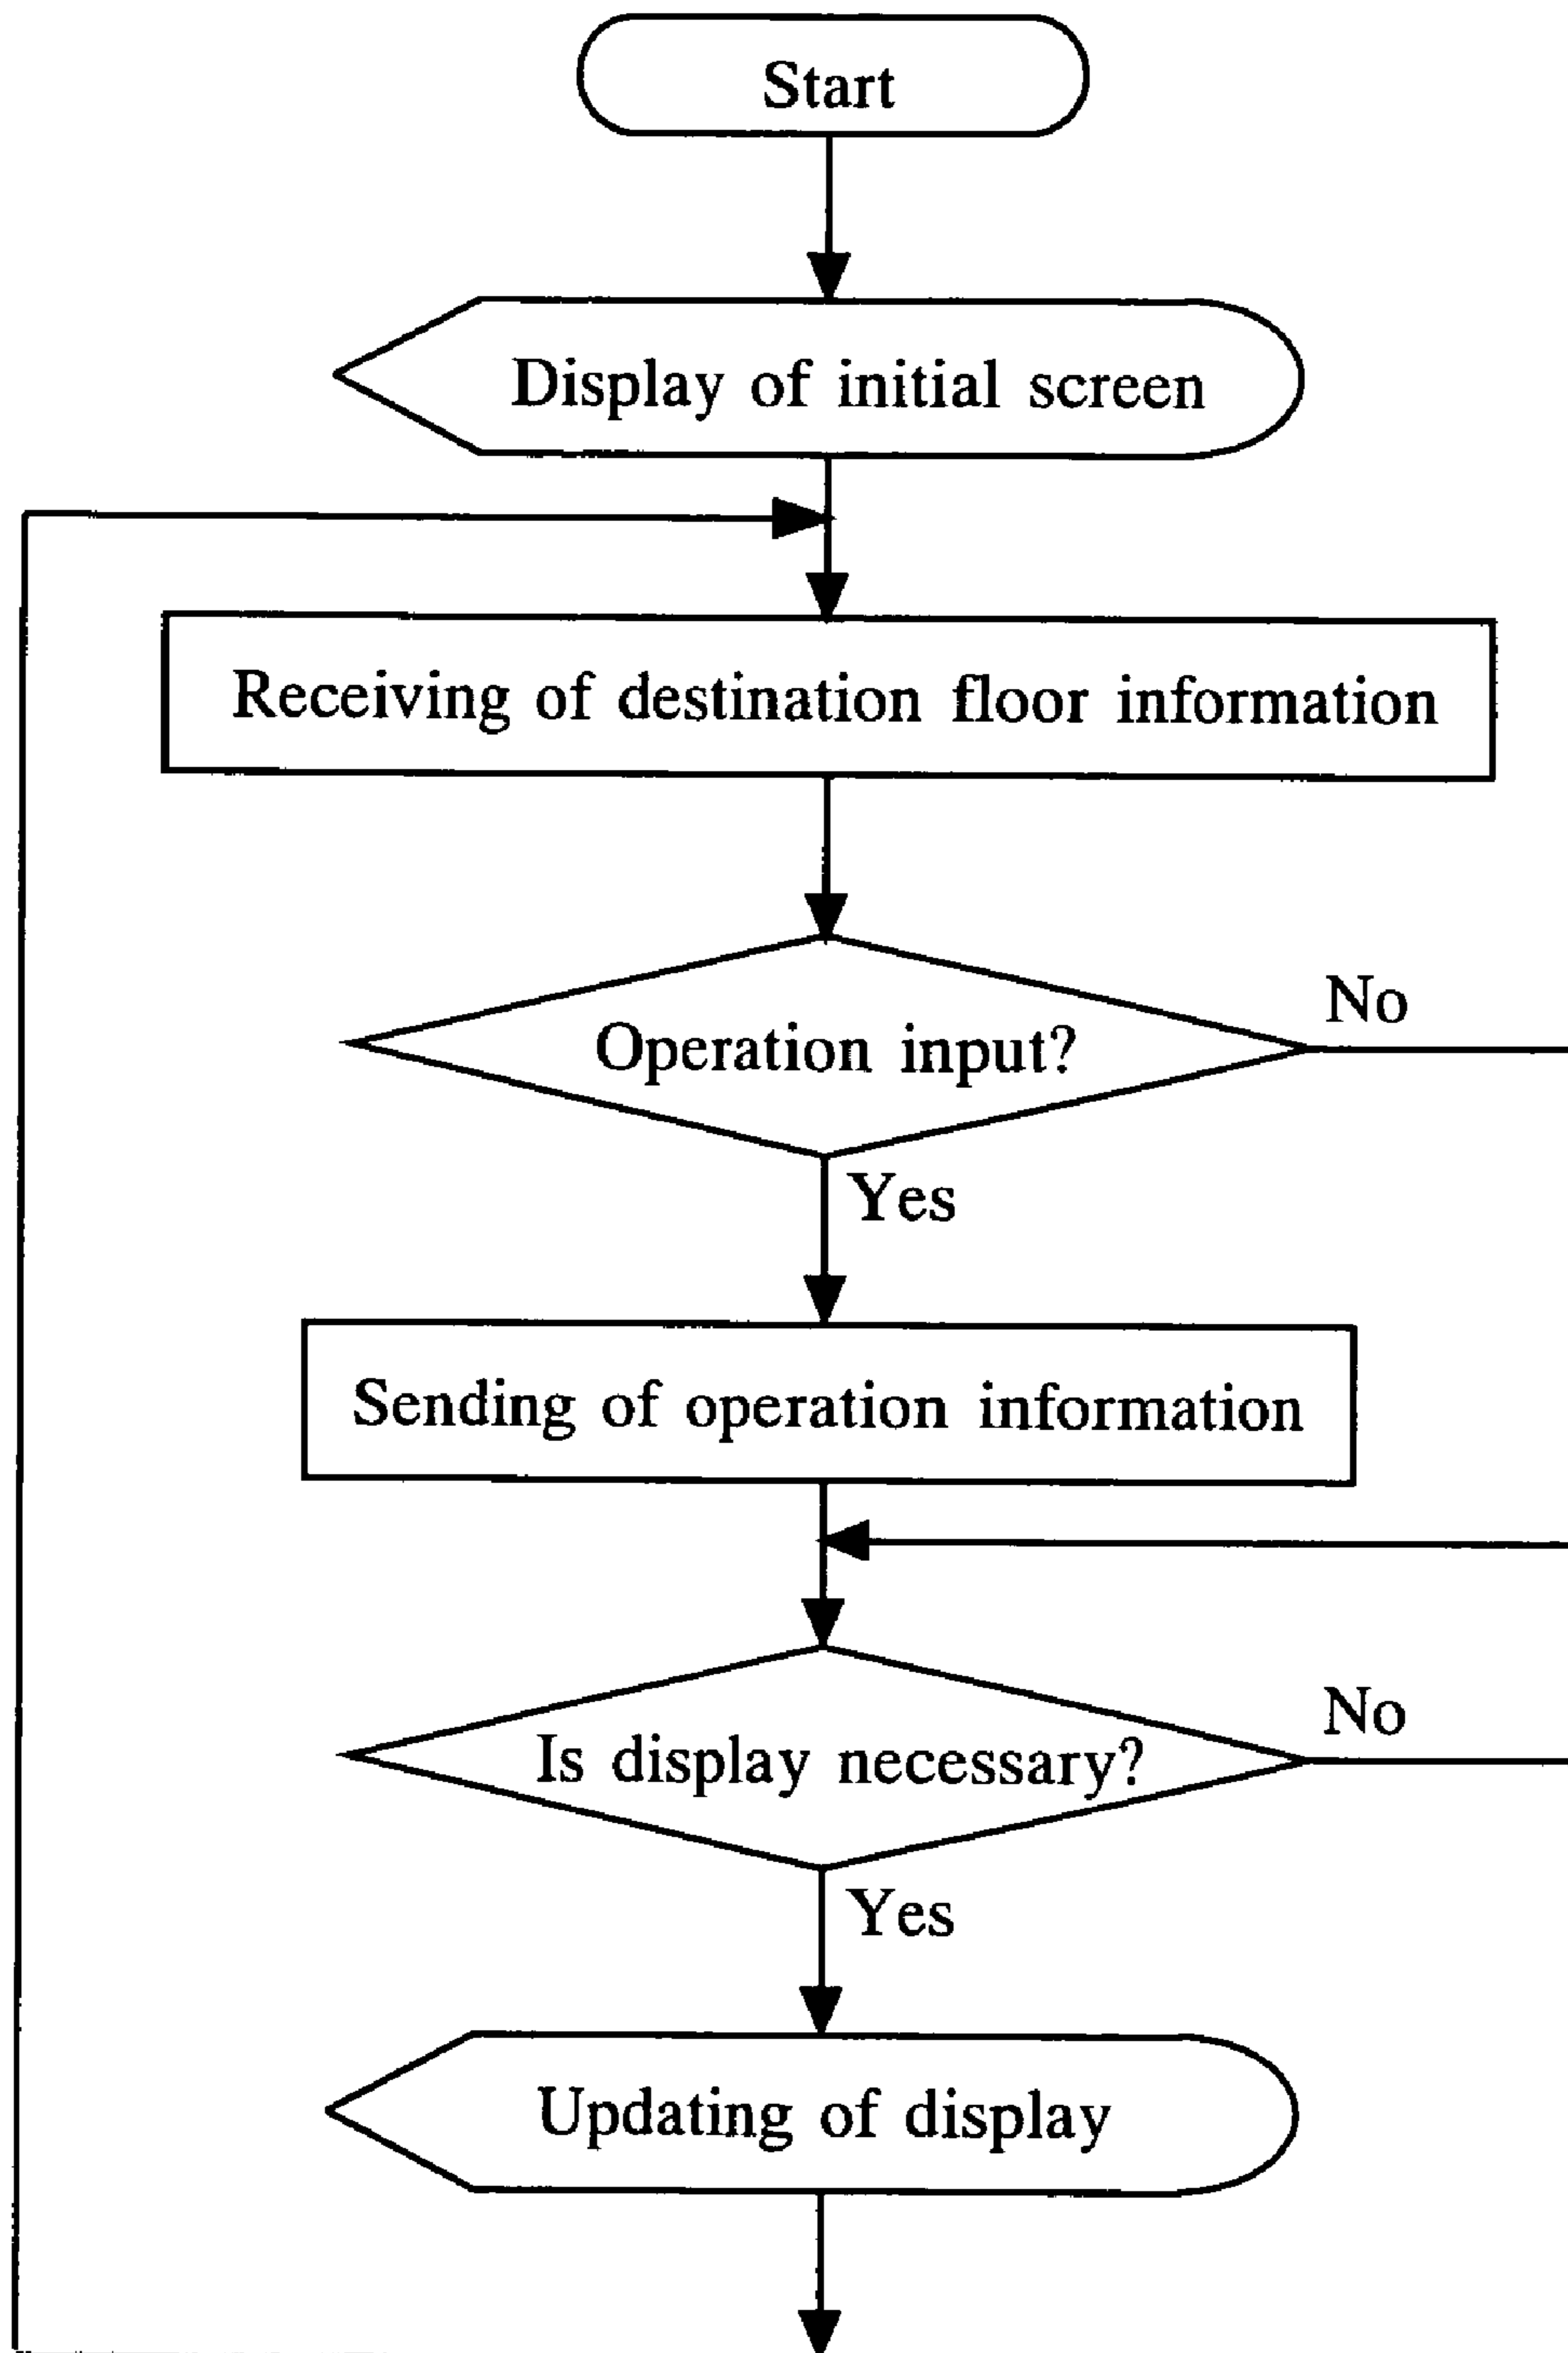 Start
Display of initial screen
Receiving of destination floor information
Operation input?
No
Yes
Sending of operation information
Is display necessary?
No
Yes
Updating of display